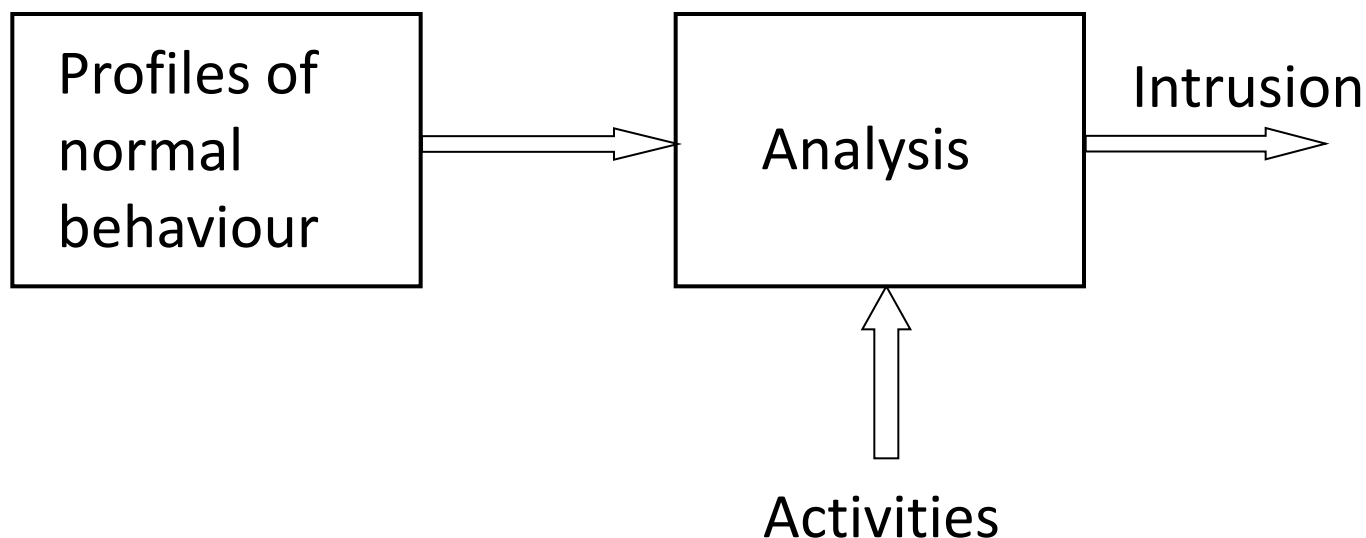 Profiles of
normal
behaviour
Analysis
Intrusion
Activities